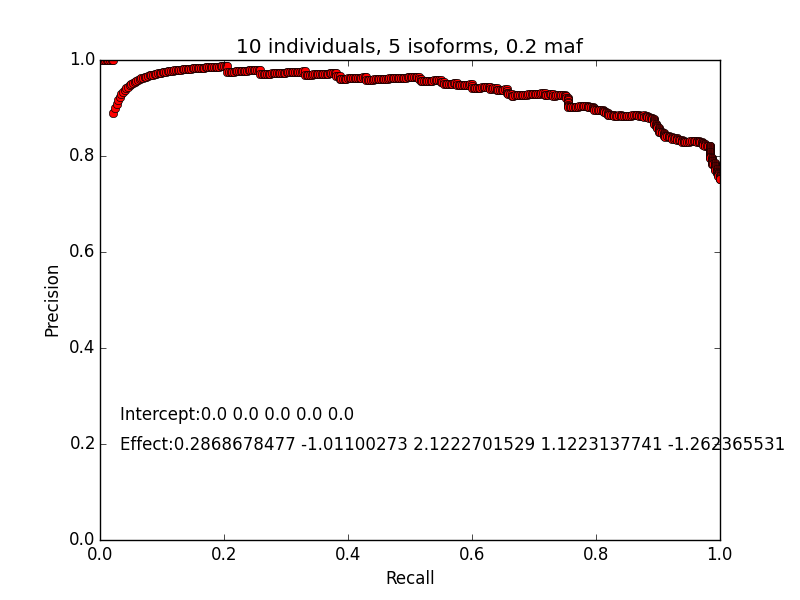 10 individuals, 5 isoforms, 0.2 maf
1.0
0.8
0.6
0.4
0.2
0.0
Precision
Intercept:0.0 0.0 0.0 0.0 0.0
Effect:0.2868678477 -1.01100273 2.1222701529 1.1223137741 -1.262365531
0.0 0.2 0.4 0.6 0.8 1.0
Recall